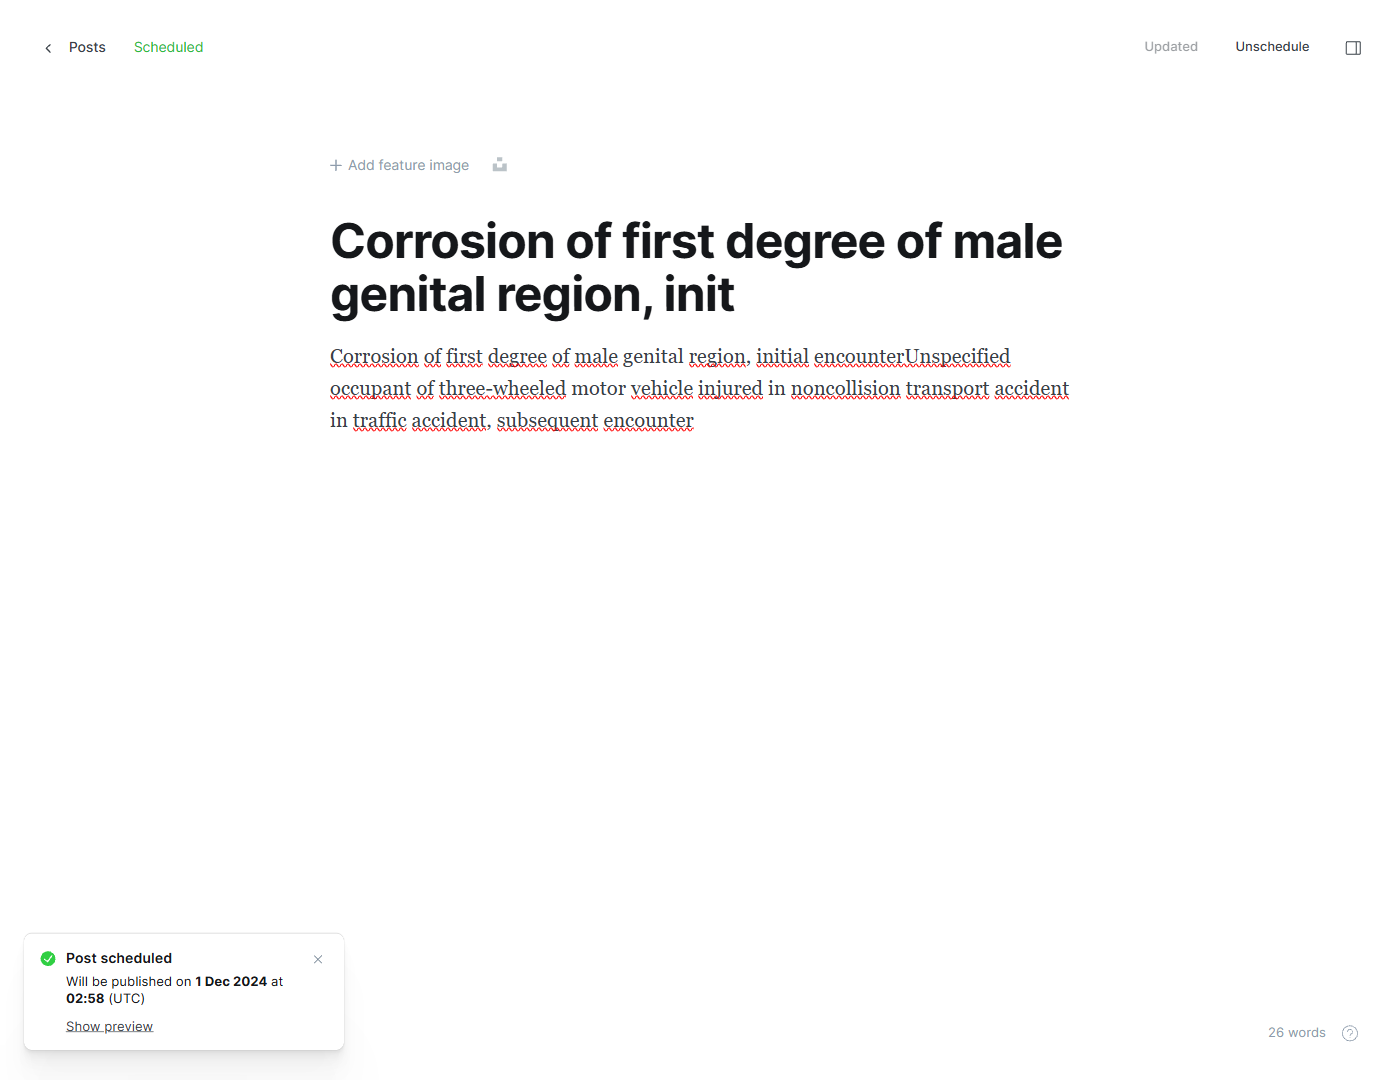 Posts Scheduled Updated Unschedule
Add feature image
Corrosion of first degree of male
genital region, init
Corrosion of first degree of male genital region, initial encounterUnspecified
occupant of three-wheeled motor vehicle injured in noncollision transport accident
in traffic accident, subsequent encounter
Post scheduled
Will be published on 1 Dec 2024 at
02:58 (UTC)
Show preview
26 words